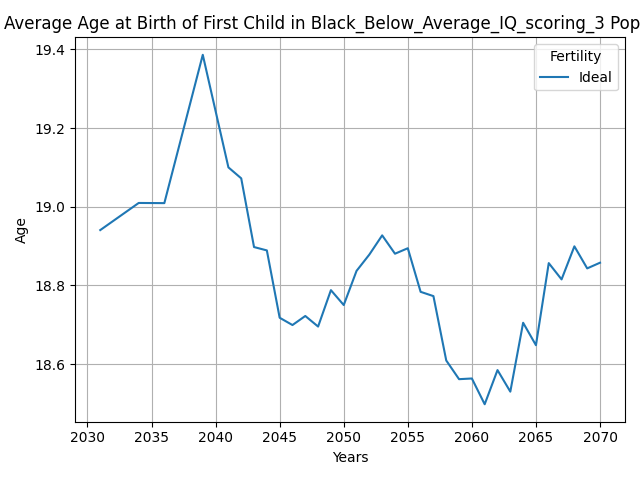 Average Age at Birth of First Child in Black_Below_Average_IQ_scoring_3 Pop
Fertility
Ideal
19.4
19.2
19.0
18.8
18.6
Age
2030 2035 2040 2045 2050 2055 2060 2065 2070
Years